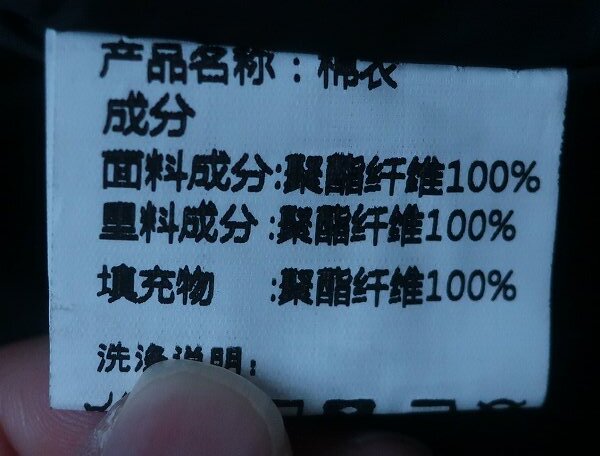 产品名称：棉衣
成分
面料成分:聚酯纤维100%
里料成分:聚酯纤维100%
填充物 :聚酯纤维100%
洗涤说明: